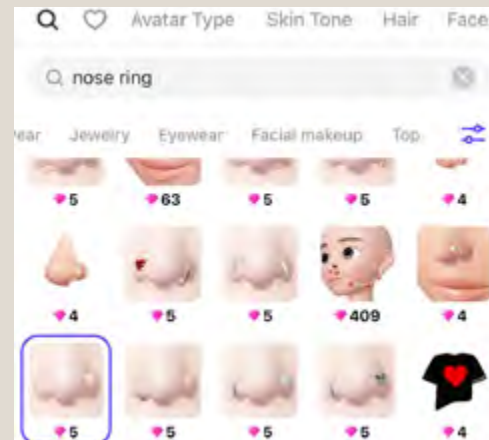 Avatar Type Skin Tone Hair Face
nose ring
Jewelry Eyewear Facial makeup Top
5 63 5 5 4
4 5 5 409 4
5 5 5 5 4